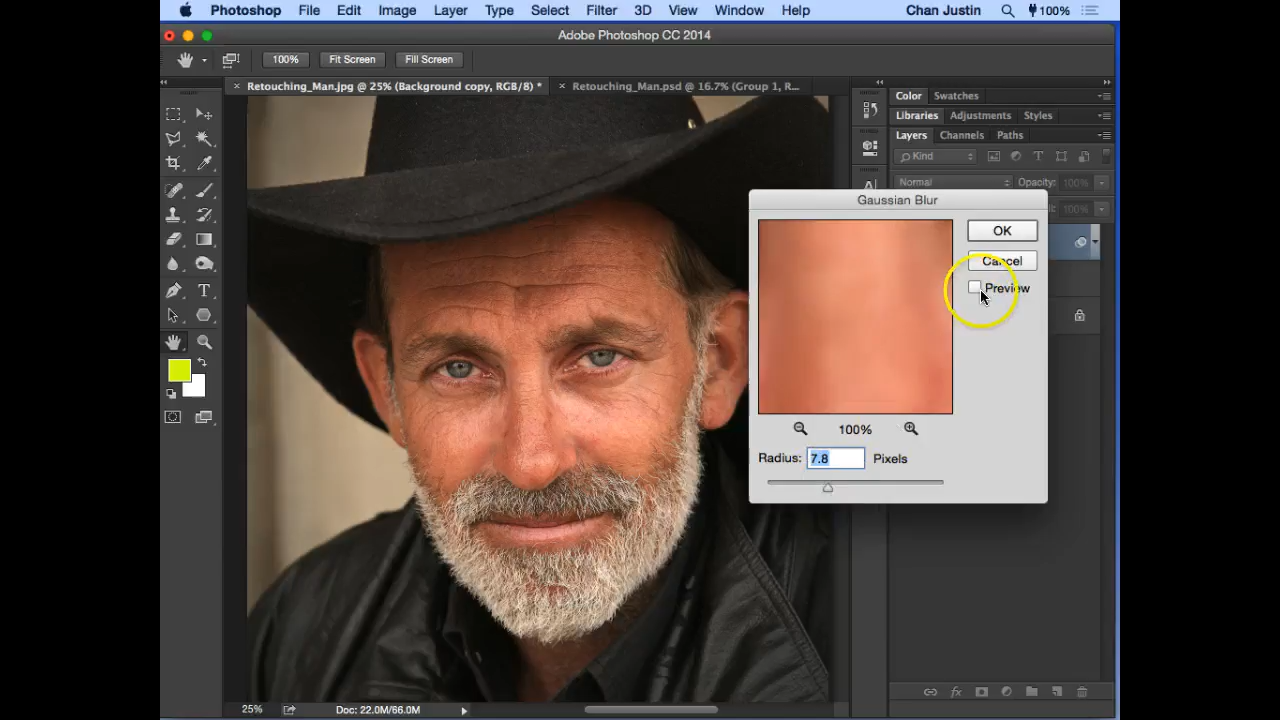 Photoshop File Edit Image Layer Type Select Filter 3D View Window Help Chan Justin 100%
Adobe Photoshop CC 2014
100% Fit Screen Fill Screen
× Retouching_Man.jpg @ 25% (Background copy, RGB/8) * × Retouching_Man.psd @ 16.7% (Group 1, R...
Color Swatches
Libraries Adjustments Styles
Layers Channels Paths
Kind
Normal Opacity: 100%
100%
Gaussian Blur
OK
Cancel
Preview
100%
Radius: 7.8 Pixels
25% Doc: 22.0M/66.0M